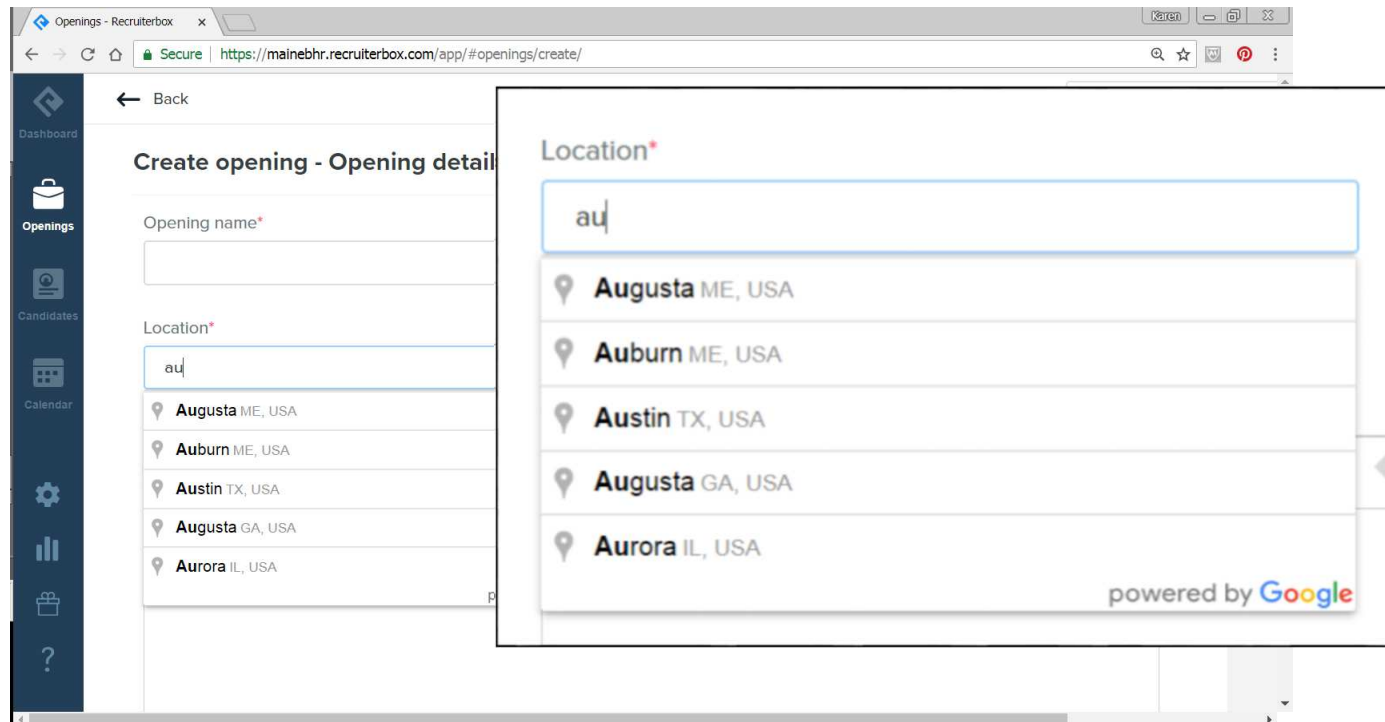 Openings - Recruiterbox
Karen
Secure | https://mainebhr.recruiterbox.com/app/#openings/create/
Dashboard
Openings
Candidates
Calendar
?
Back
Create opening - Opening detail
Opening name*
Location*
au
Augusta ME, USA
Auburn ME, USA
Austin TX, USA
Augusta GA, USA
Aurora IL, USA
p
Location*
au
Augusta ME, USA
Auburn ME, USA
Austin TX, USA
Augusta GA, USA
Aurora IL, USA
powered by Google